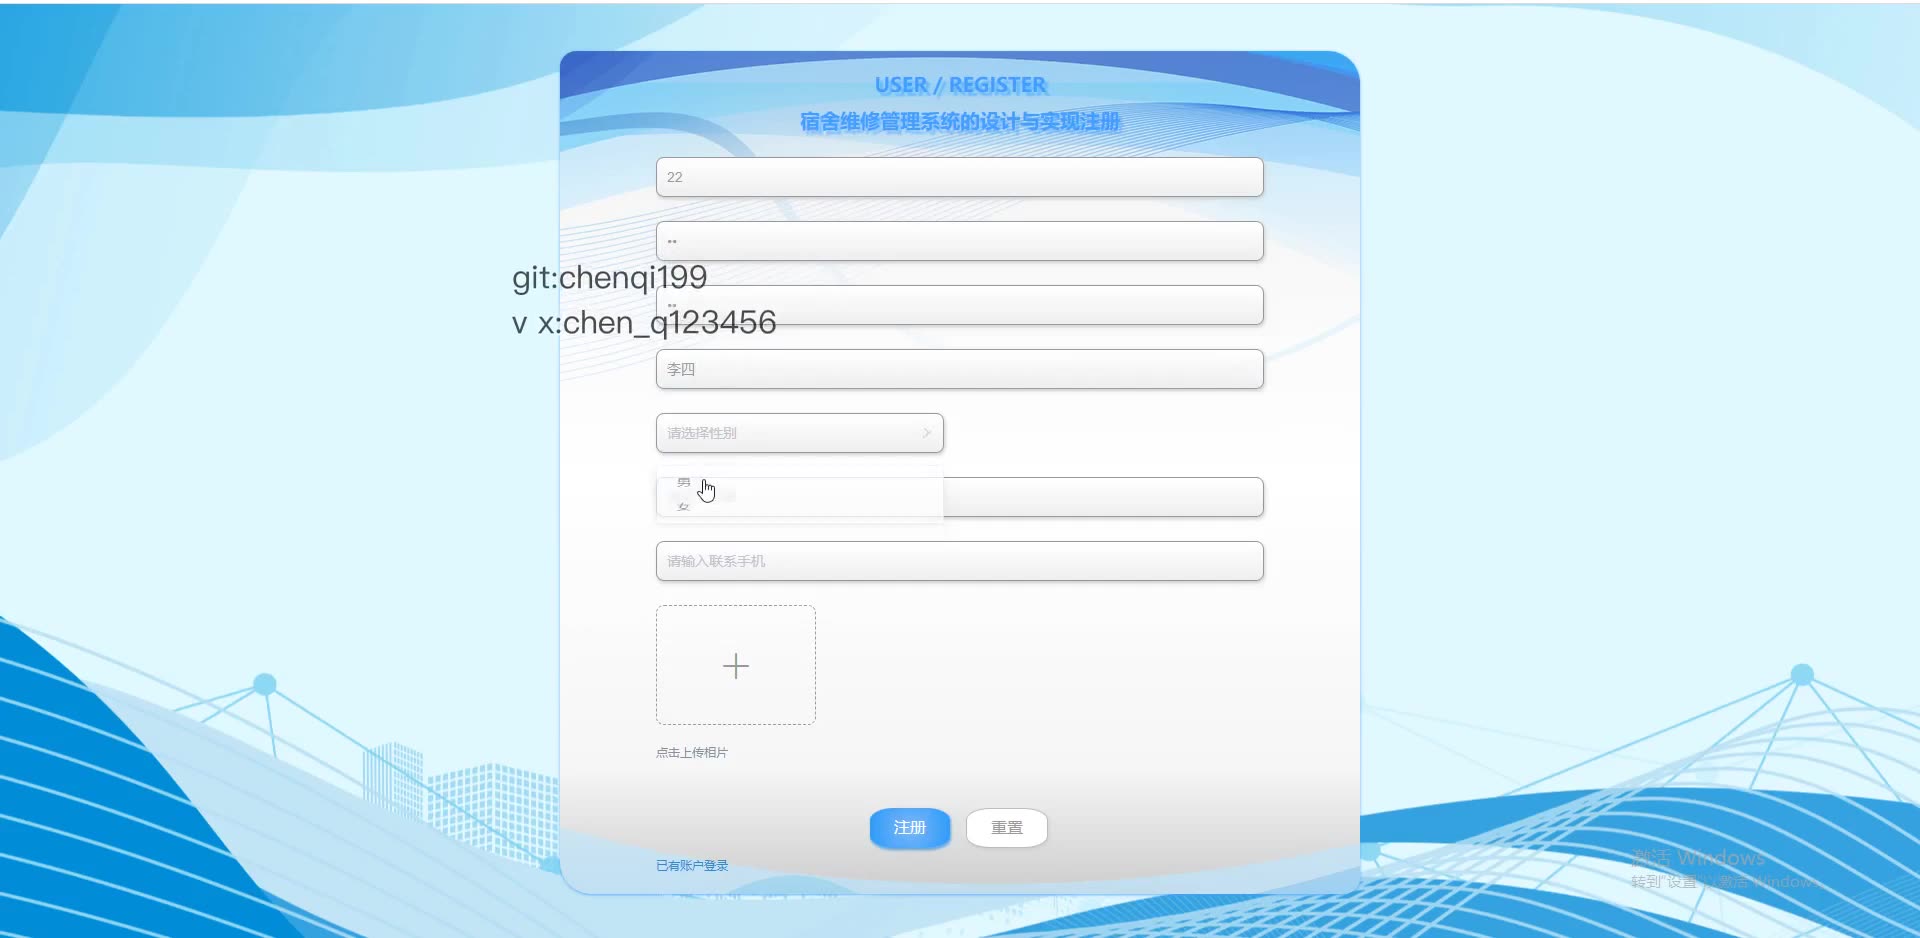 USER / REGISTER
宿舍维修管理系统的设计与实现注册
22
••
git:chenqi199
••
v x:chen_q123456
李四
请选择性别
男
女
请输入联系手机
点击上传相片
注册
重置
已有账户登录
激活 Windows
转到"设置"以激活 Windows。